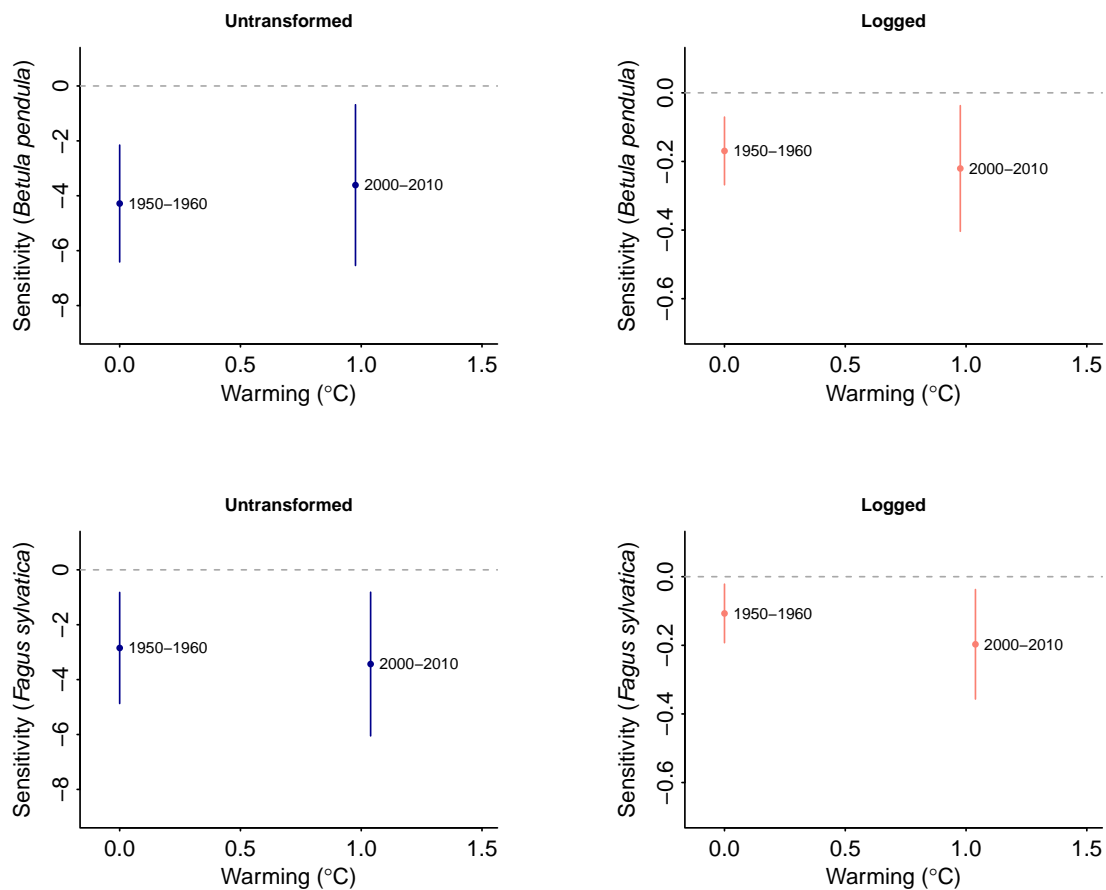 Untransformed
Sensitivity (Betula pendula)
0
−2
−4
−6
−8
1950−1960
2000−2010
0.0 0.5 1.0 1.5
Warming (°C)
Logged
Sensitivity (Betula pendula)
0.0
−0.2
−0.4
−0.6
1950−1960
2000−2010
0.0 0.5 1.0 1.5
Warming (°C)
Untransformed
Sensitivity (Fagus sylvatica)
0
−2
−4
−6
−8
1950−1960
2000−2010
0.0 0.5 1.0 1.5
Warming (°C)
Logged
Sensitivity (Fagus sylvatica)
0.0
−0.2
−0.4
−0.6
1950−1960
2000−2010
0.0 0.5 1.0 1.5
Warming (°C)